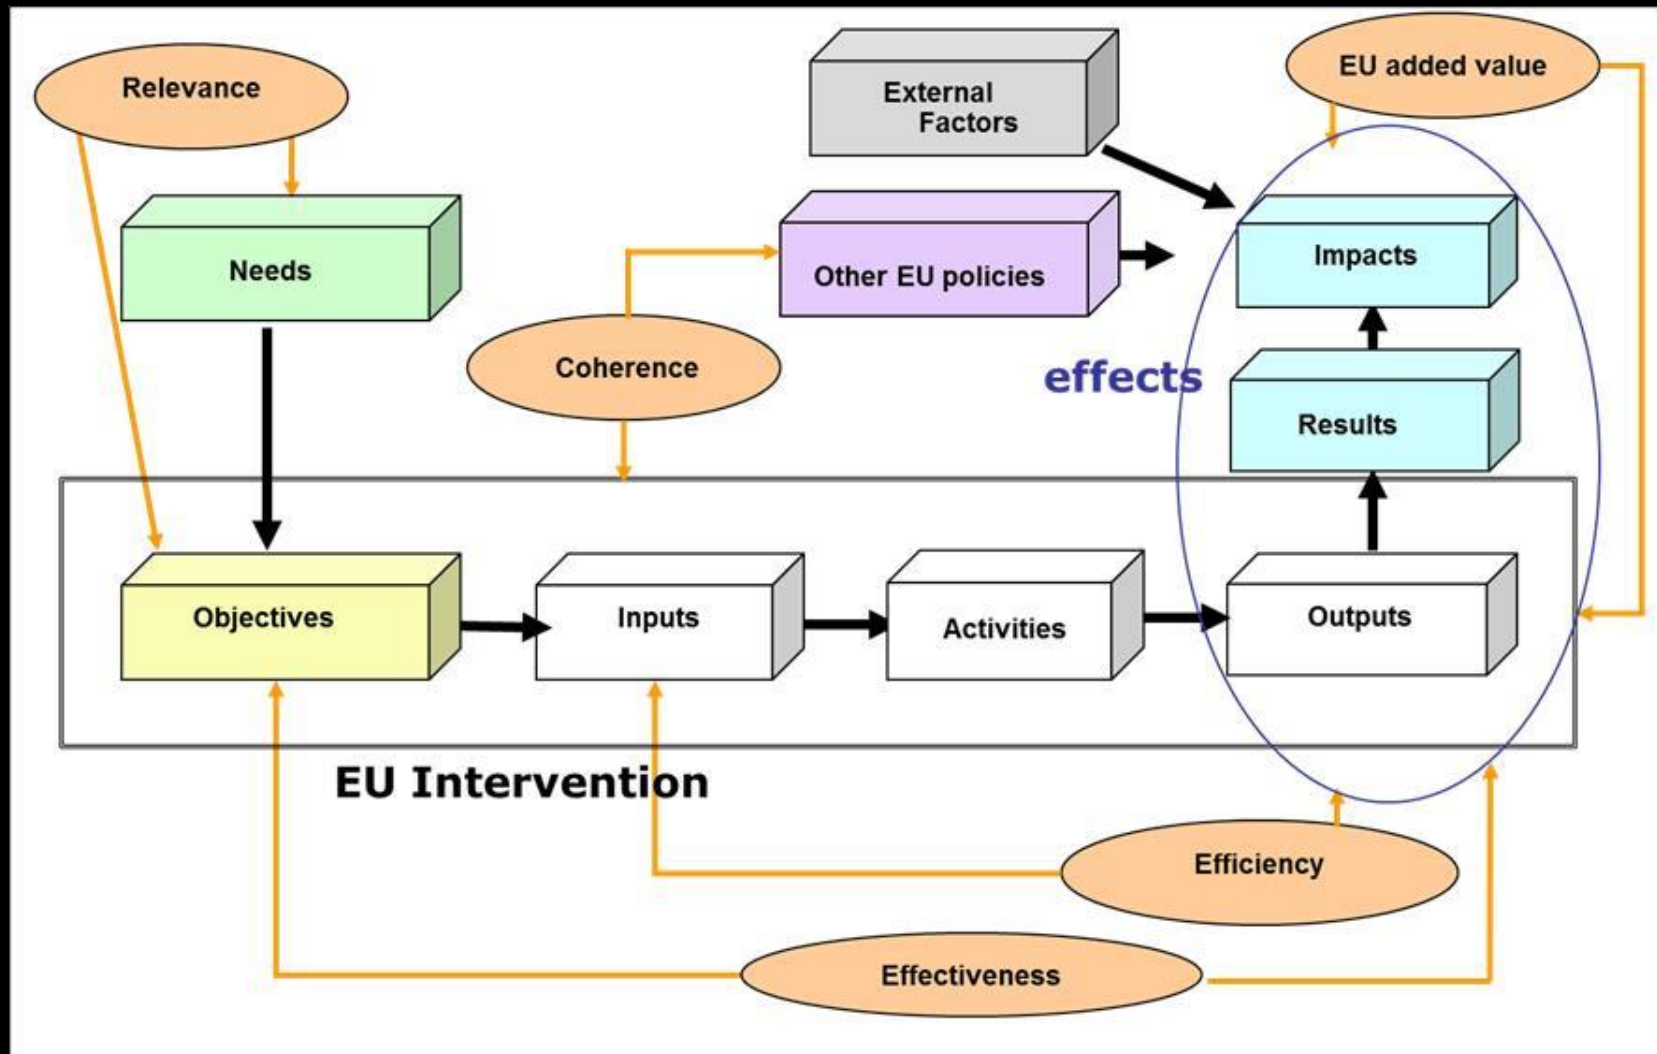 Relevance
External
Factors
EU added value
Needs
Other EU policies
Impacts
Coherence
effects
Results
Objectives
Inputs
Activities
Outputs
EU Intervention
Efficiency
Effectiveness